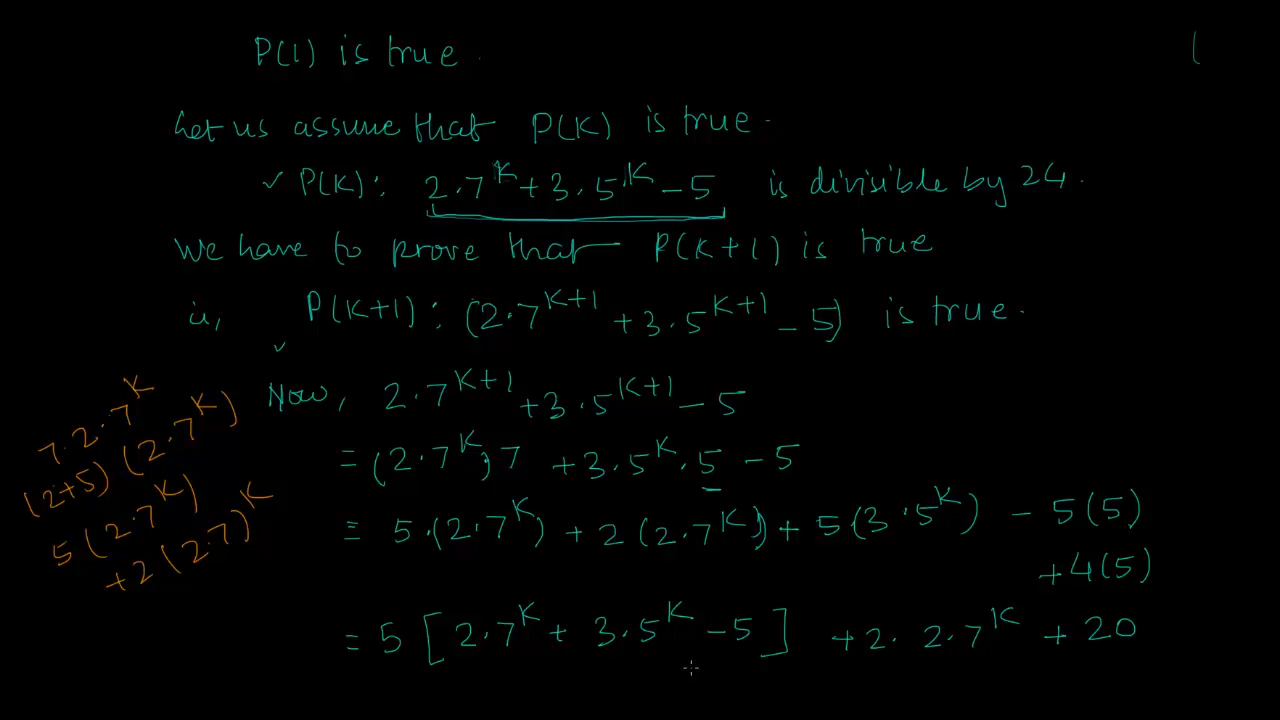 P(1) is true.
Let us assume that P(K) is true.
✓ P(K): 2·7^K + 3·5^K - 5 is divisible by 24.
We have to prove that P(K+1) is true
ie, P(K+1): (2·7^{K+1} + 3·5^{K+1} - 5) is true.
✓
Now, 2·7^{K+1} + 3·5^{K+1} - 5
= (2·7^K)7 + 3·5^K·5 - 5
= 5·(2·7^K) + 2(2·7^K) + 5(3·5^K) - 5(5)
+4(5)
= 5[2·7^K + 3·5^K - 5] + 2·2·7^K + 20
7·2·7^K
(2+5)(2·7^K)
5(2·7^K)
+2(2·7)^K